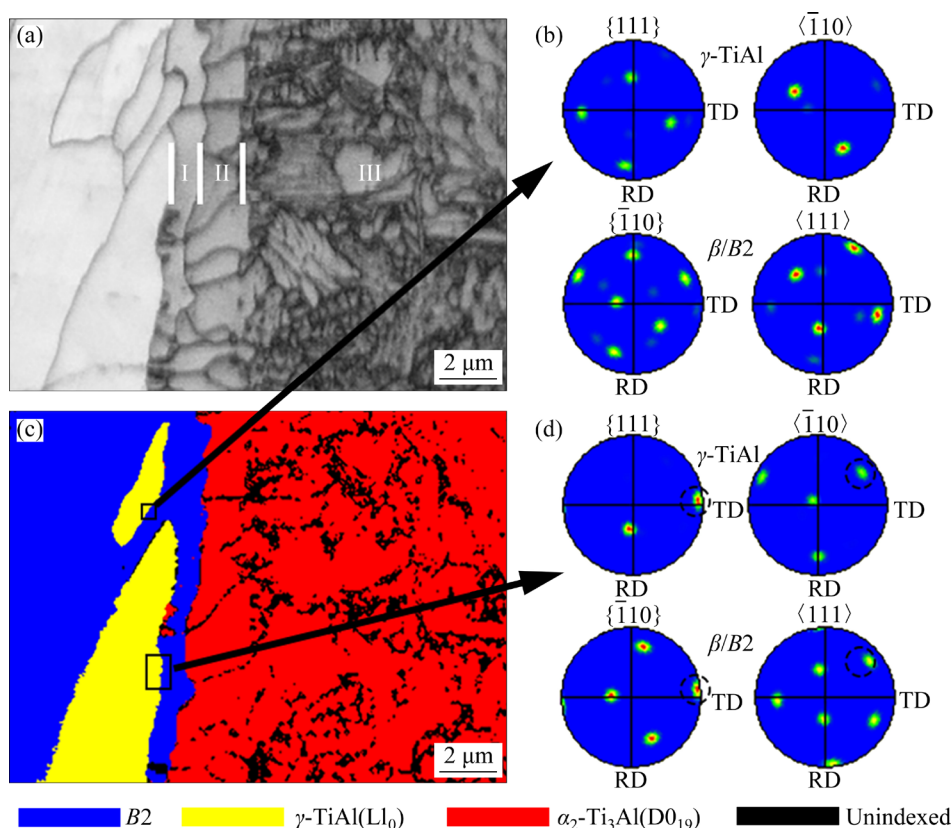 (a)
I II III
2 μm
(b)
{111} ⟨1̄10⟩
γ-TiAl
TD TD
RD RD
{1̄10} ⟨111⟩
β/B2
TD TD
RD RD
(c)
2 μm
(d)
{111} ⟨1̄10⟩
γ-TiAl
TD TD
RD RD
{1̄10} ⟨111⟩
β/B2
TD TD
RD RD
B2 γ-TiAl(Ll₀) α₂-Ti₃Al(D0₁₉) Unindexed